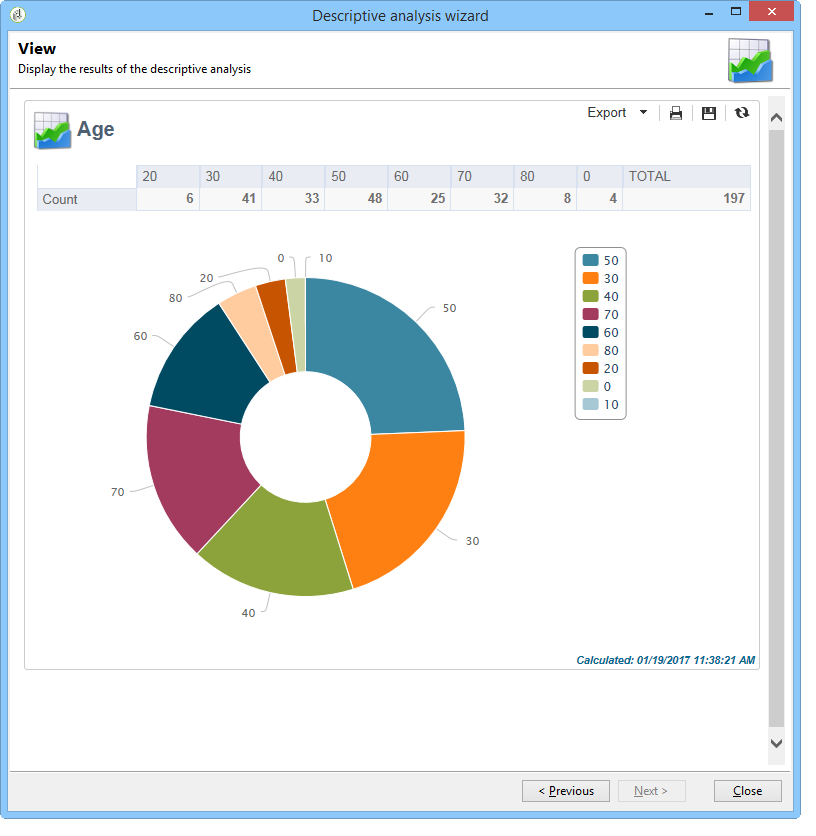 Descriptive analysis wizard
View
Display the results of the descriptive analysis
Export
Age
20 30 40 50 60 70 80 0 TOTAL
Count 6 41 33 48 25 32 8 4 197
0 10
20
80
50
60
70
30
40
50
30
40
70
60
80
20
0
10
Calculated: 01/19/2017 11:38:21 AM
< Previous Next > Close